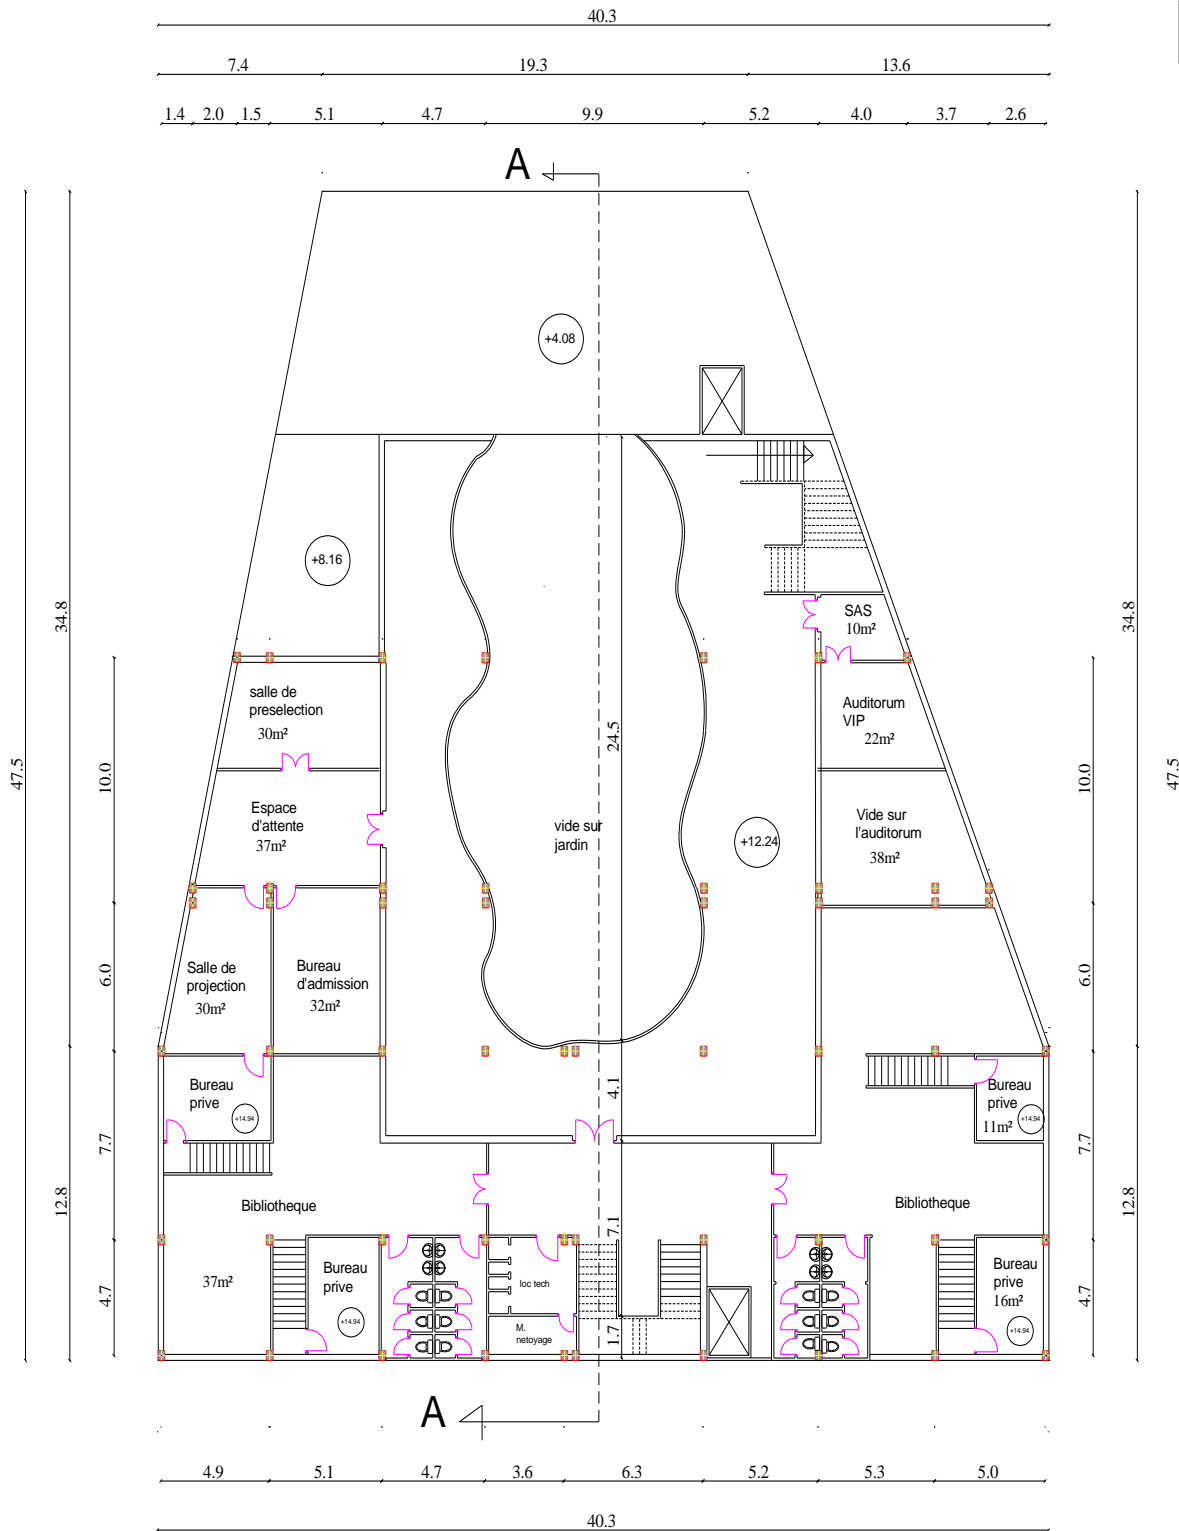 40.3
7.4 19.3 13.6
1.4 2.0 1.5 5.1 4.7 9.9 5.2 4.0 3.7 2.6
A
+4.08
+8.16
34.8
34.8
SAS
10m²
salle de
preselection
30m²
Auditorum
VIP
22m²
24.5
47.5
10.0
10.0
47.5
Espace
d'attente
37m²
vide sur
jardin
+12.24
Vide sur
l'auditorum
38m²
Salle de
projection
30m²
Bureau
d'admission
32m²
6.0
6.0
Bureau
prive
+14.94
4.1
Bureau
prive
+14.94
11m²
7.7
7.7
12.8
12.8
Bibliotheque
Bibliotheque
7.1
37m²
Bureau
prive
+14.94
loc tech
M.
netoyage
1.7
Bureau
prive
16m²
+14.94
4.7
4.7
A
4.9 5.1 4.7 3.6 6.3 5.2 5.3 5.0
40.3